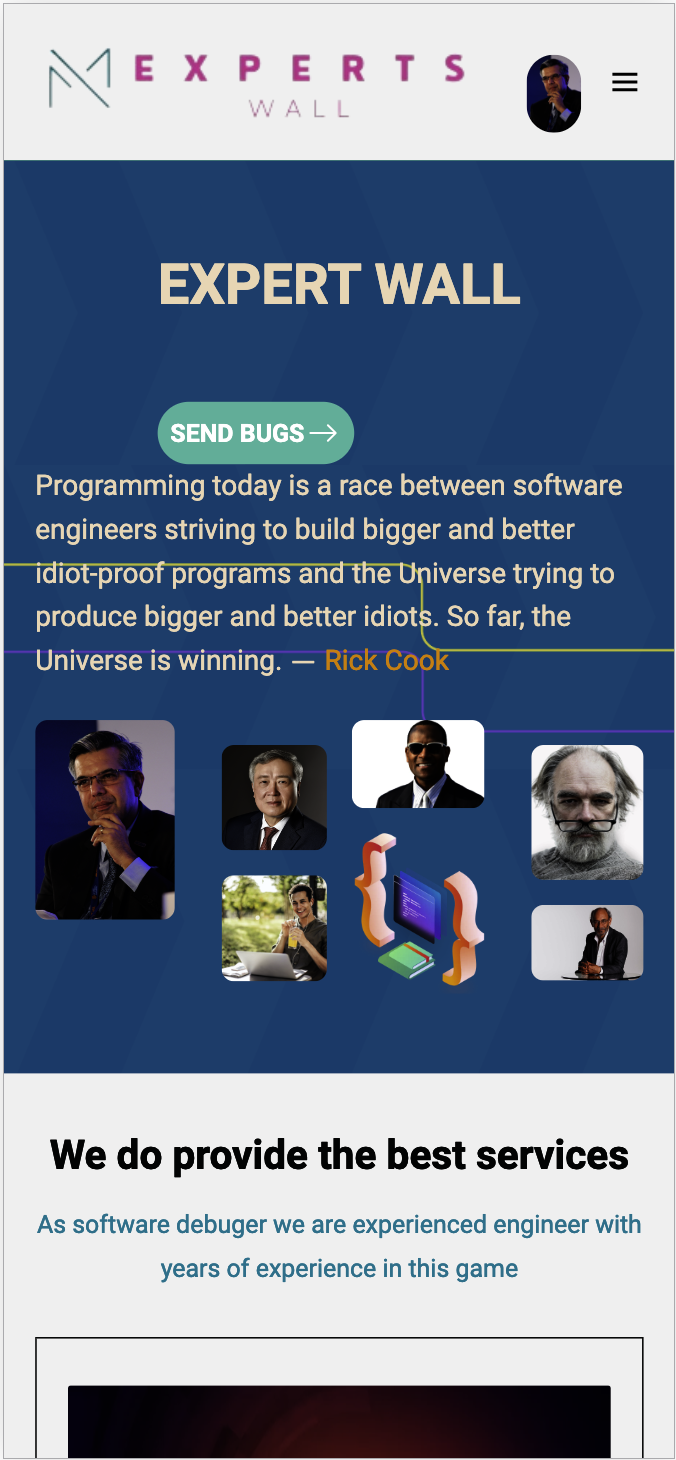 EXPERTS
WALL
EXPERT WALL
SEND BUGS
Programming today is a race between software
engineers striving to build bigger and better
idiot-proof programs and the Universe trying to
produce bigger and better idiots. So far, the
Universe is winning. — Rick Cook
We do provide the best services
As software debuger we are experienced engineer with
years of experience in this game